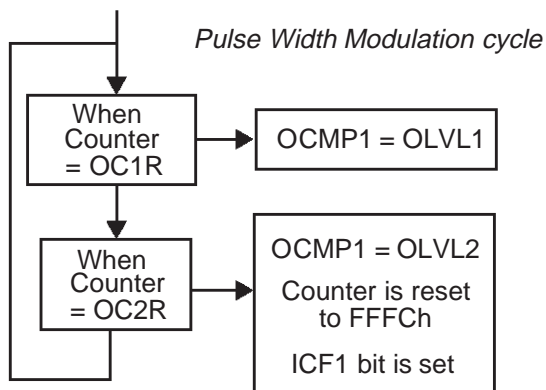 Pulse Width Modulation cycle
When
Counter
= OC1R
OCMP1 = OLVL1
When
Counter
= OC2R
OCMP1 = OLVL2
Counter is reset
to FFFCh
ICF1 bit is set